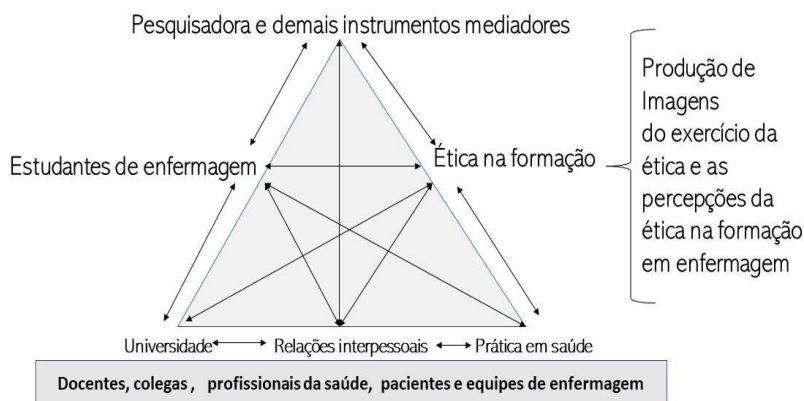 Pesquisadora e demais instrumentos mediadores
Estudantes de enfermagem
Ética na formação
Produção de
Imagens
do exercício da
ética e as
percepções da
ética na formação
em enfermagem
Universidade
Relações interpessoais
Prática em saúde
Docentes, colegas , profissionais da saúde, pacientes e equipes de enfermagem